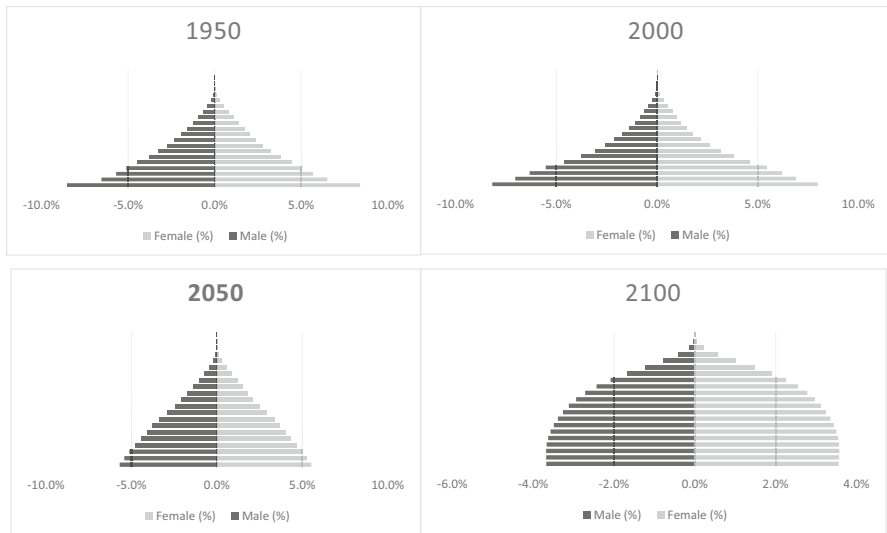 1950
-10.0% -5.0% 0.0% 5.0% 10.0%
Female (%) Male (%)
2000
-10.0% -5.0% 0.0% 5.0% 10.0%
Female (%) Male (%)
2050
-10.0% -5.0% 0.0% 5.0% 10.0%
Female (%) Male (%)
2100
-6.0% -4.0% -2.0% 0.0% 2.0% 4.0%
Male (%) Female (%)